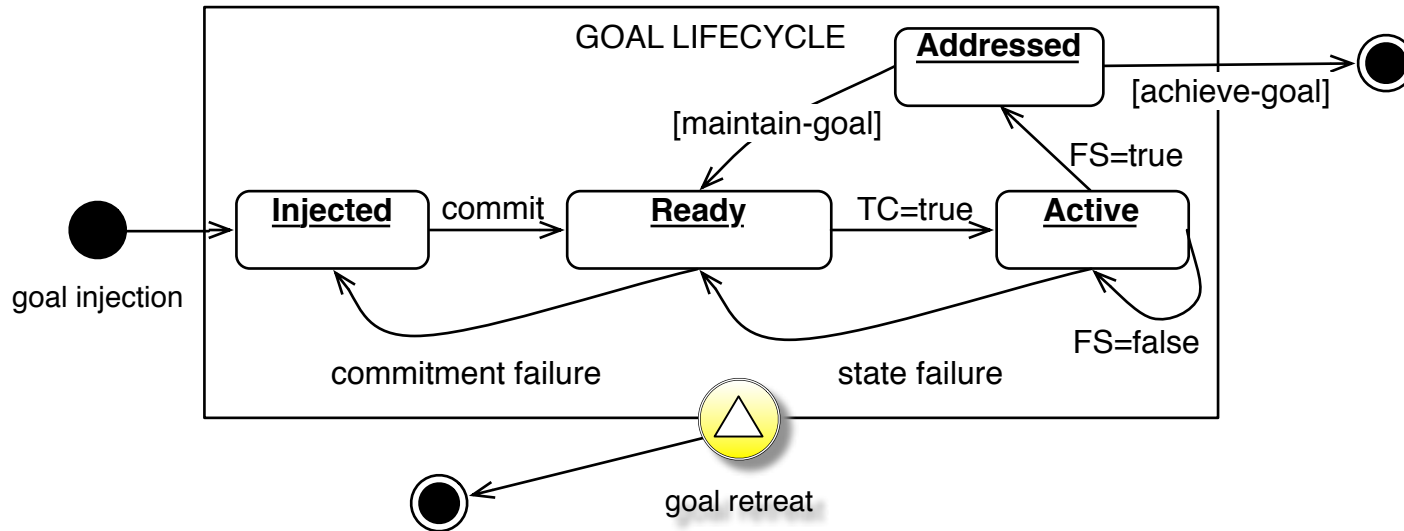 GOAL LIFECYCLE
Addressed
[achieve-goal]
[maintain-goal]
FS=true
Injected
commit
Ready
TC=true
Active
goal injection
FS=false
commitment failure
state failure
goal retreat